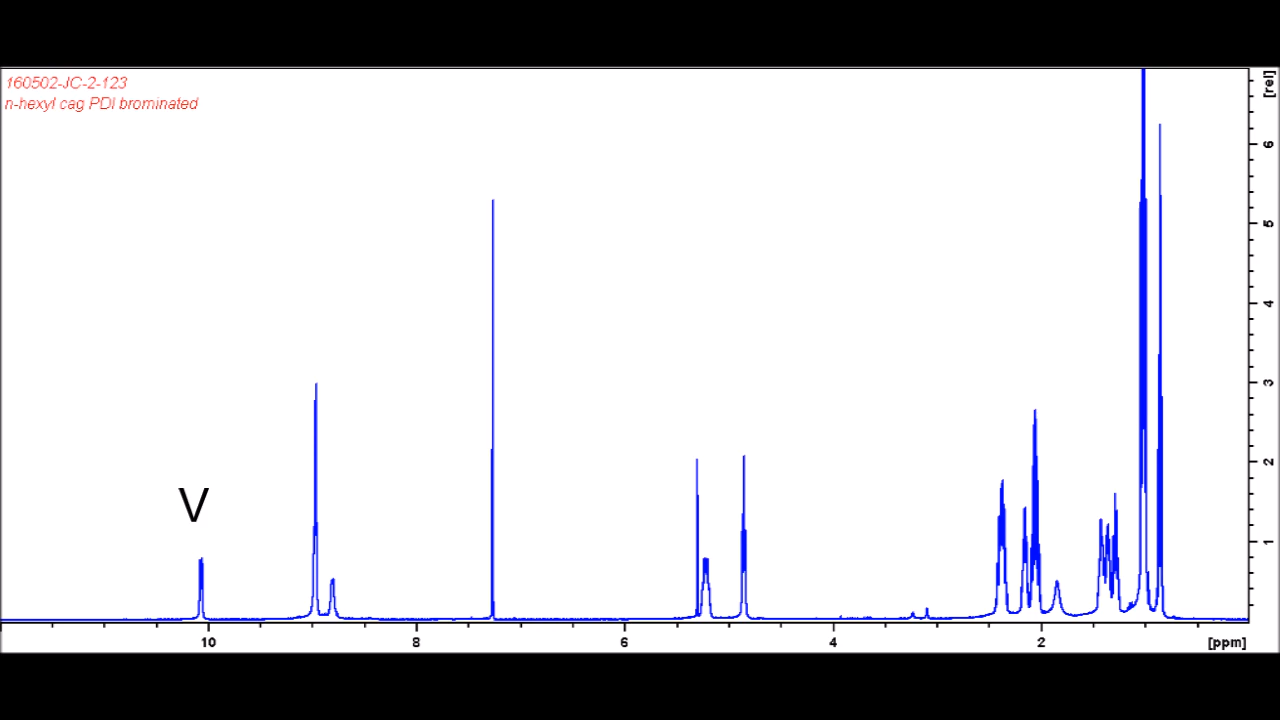 160502-JC-2-123
n-hexyl cag PDI brominated
[rel]
6
5
4
3
2
1
V
10 8 6 4 2 [ppm]